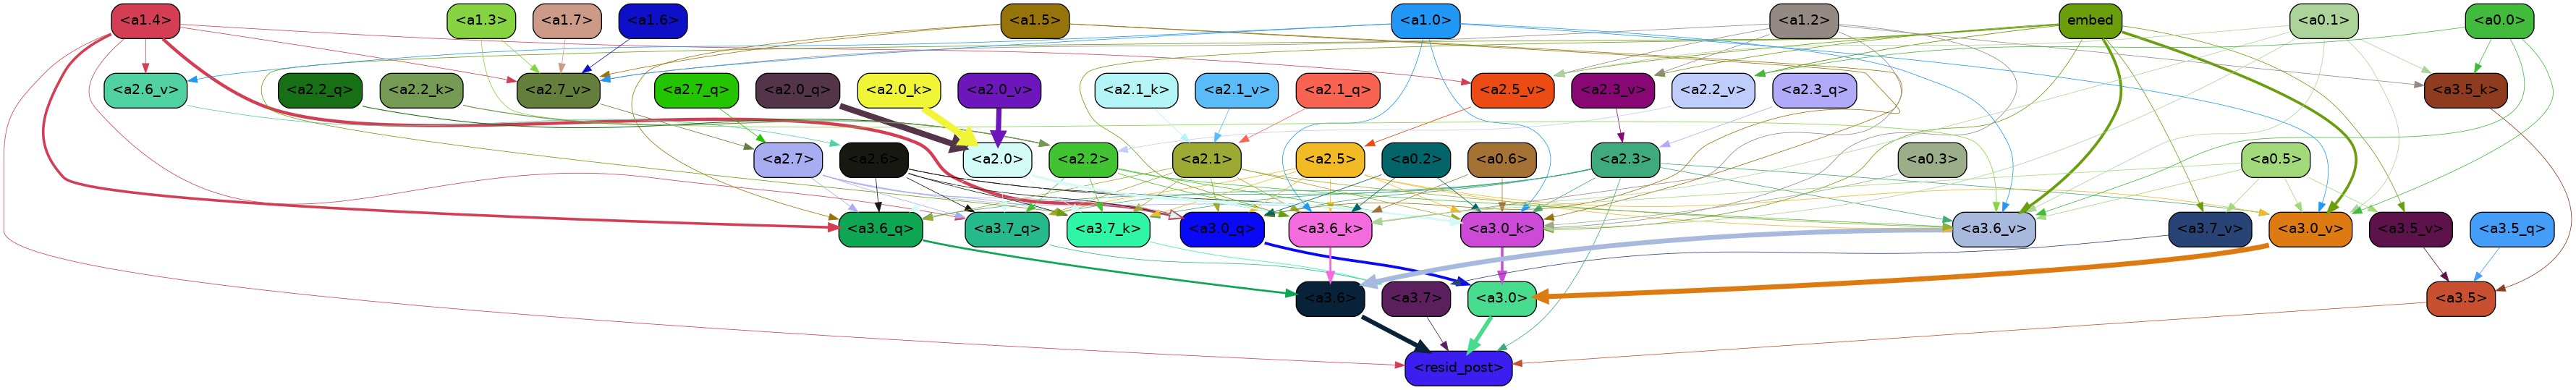 <a1.4> <a1.3> <a1.7> <a1.6> <a1.5> <a1.0> <a1.2> embed <a0.1> <a0.0>
<a2.6_v> <a2.2_q> <a2.2_k> <a2.7_v> <a2.7_q> <a2.0_q> <a2.0_k> <a2.0_v> <a2.1_k> <a2.1_v> <a2.1_q> <a2.5_v> <a2.3_v> <a2.2_v> <a2.3_q> <a3.5_k>
<a2.7> <a2.6> <a2.0> <a2.2> <a2.1> <a2.5> <a0.2> <a0.6> <a2.3> <a0.3> <a0.5>
<a3.6_q> <a3.7_q> <a3.7_k> <a3.0_q> <a3.6_k> <a3.0_k> <a3.6_v> <a3.7_v> <a3.0_v> <a3.5_v> <a3.5_q>
<a3.6> <a3.7> <a3.0> <a3.5>
<resid_post>